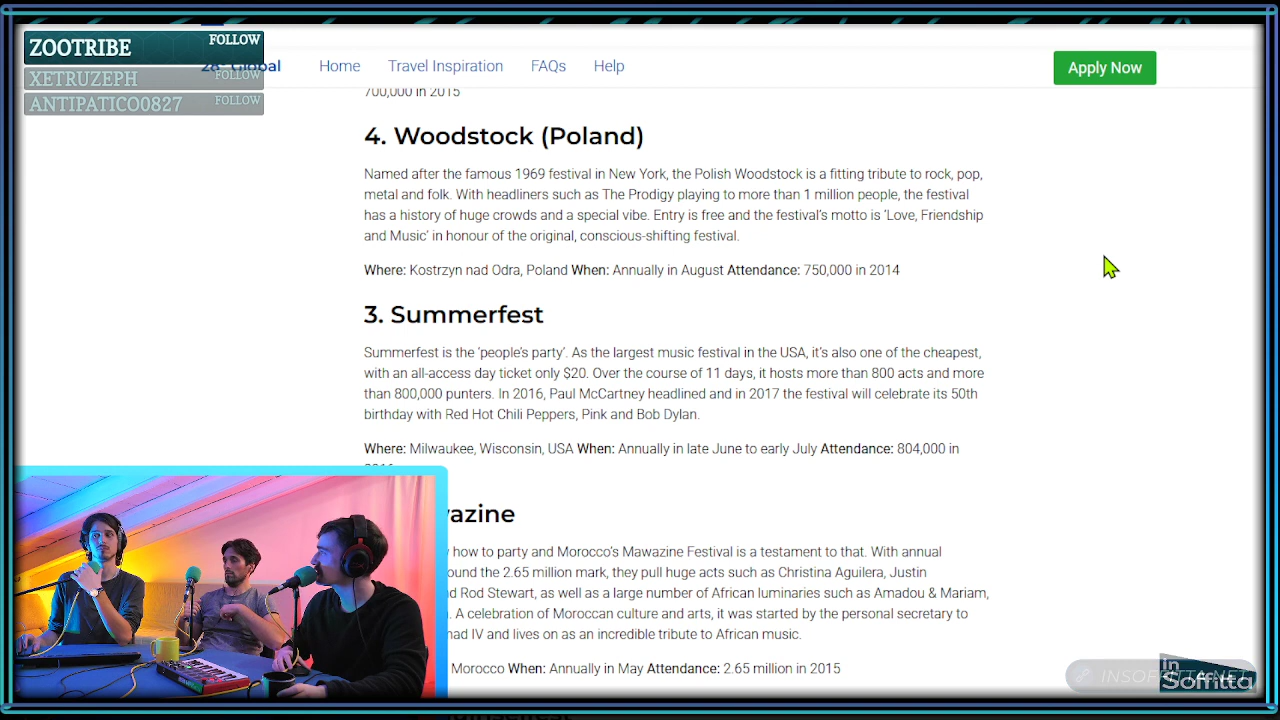 ZOOTRIBE FOLLOW
XETRUZEPH FOLLOW
ANTIPATICO0827 FOLLOW
Global Home Travel Inspiration FAQs Help Apply Now
700,000 in 2015
4. Woodstock (Poland)
Named after the famous 1969 festival in New York, the Polish Woodstock is a fitting tribute to rock, pop,
metal and folk. With headliners such as The Prodigy playing to more than 1 million people, the festival
has a history of huge crowds and a special vibe. Entry is free and the festival’s motto is ‘Love, Friendship
and Music’ in honour of the original, conscious-shifting festival.
Where: Kostrzyn nad Odra, Poland When: Annually in August Attendance: 750,000 in 2014
3. Summerfest
Summerfest is the ‘people’s party’. As the largest music festival in the USA, it’s also one of the cheapest,
with an all-access day ticket only $20. Over the course of 11 days, it hosts more than 800 acts and more
than 800,000 punters. In 2016, Paul McCartney headlined and in 2017 the festival will celebrate its 50th
birthday with Red Hot Chili Peppers, Pink and Bob Dylan.
Where: Milwaukee, Wisconsin, USA When: Annually in late June to early July Attendance: 804,000 in
azine
how to party and Morocco’s Mawazine Festival is a testament to that. With annual
ound the 2.65 million mark, they pull huge acts such as Christina Aguilera, Justin
d Rod Stewart, as well as a large number of African luminaries such as Amadou & Mariam,
. A celebration of Moroccan culture and arts, it was started by the personal secretary to
ad IV and lives on as an incredible tribute to African music.
Morocco When: Annually in May Attendance: 2.65 million in 2015
in
Soffitta